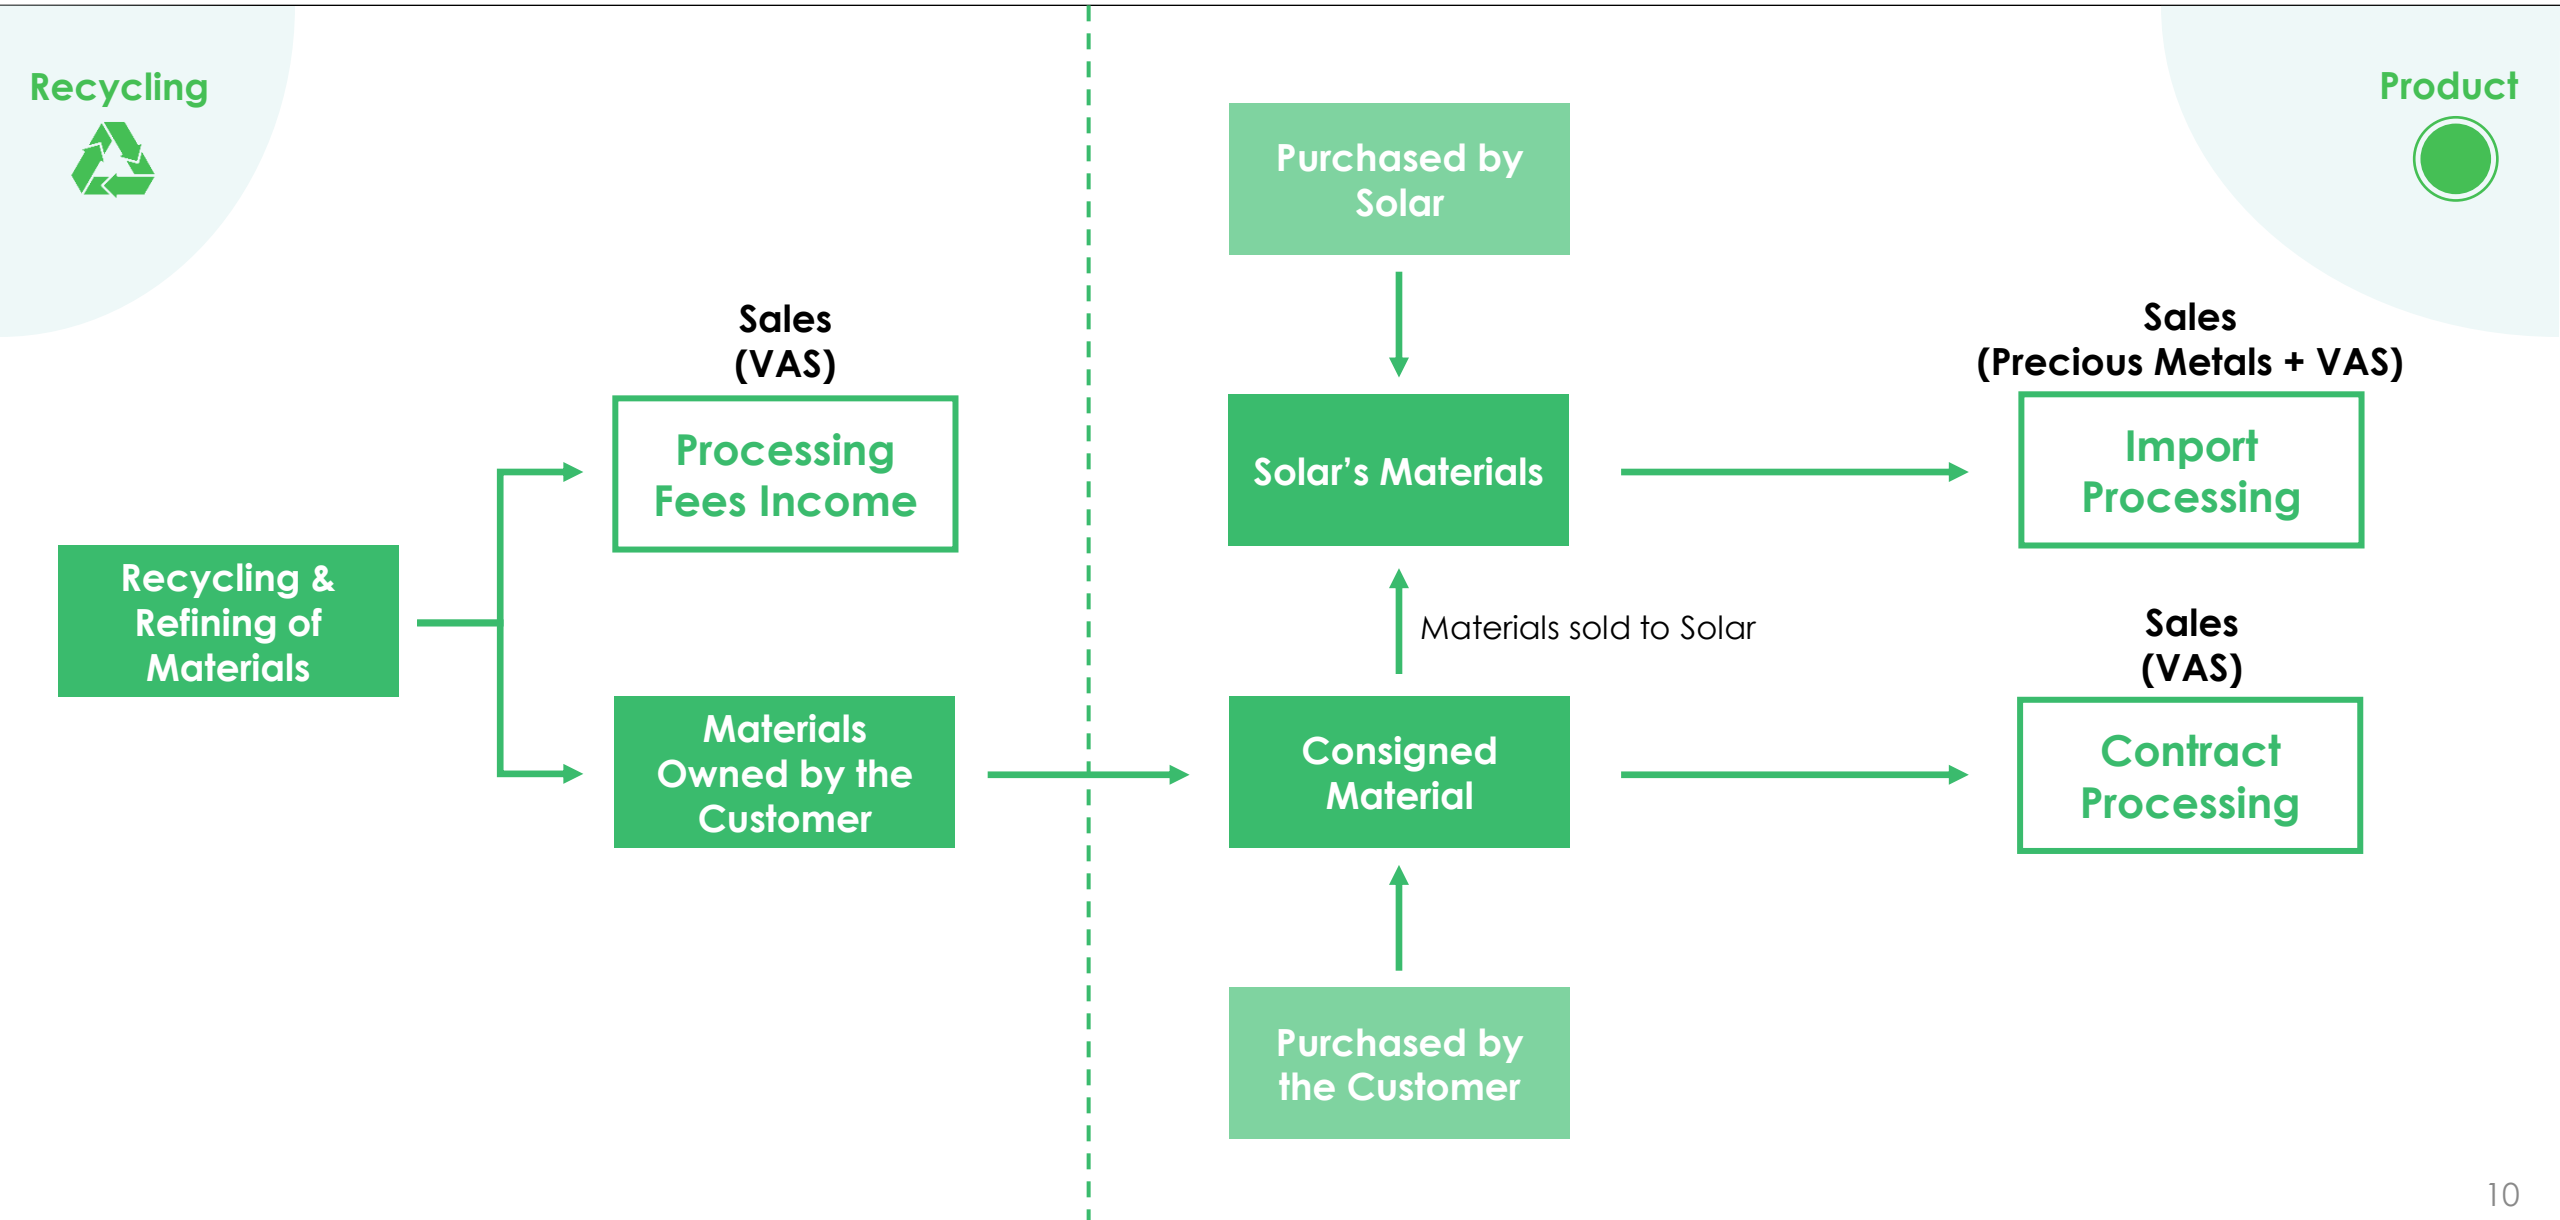 Recycling
Product
Purchased by
Solar
Sales
(VAS)
Processing
Fees Income
Recycling &
Refining of
Materials
Materials
Owned by the
Customer
Solar’s Materials
Materials sold to Solar
Consigned
Material
Purchased by
the Customer
Sales
(Precious Metals + VAS)
Import
Processing
Sales
(VAS)
Contract
Processing
10